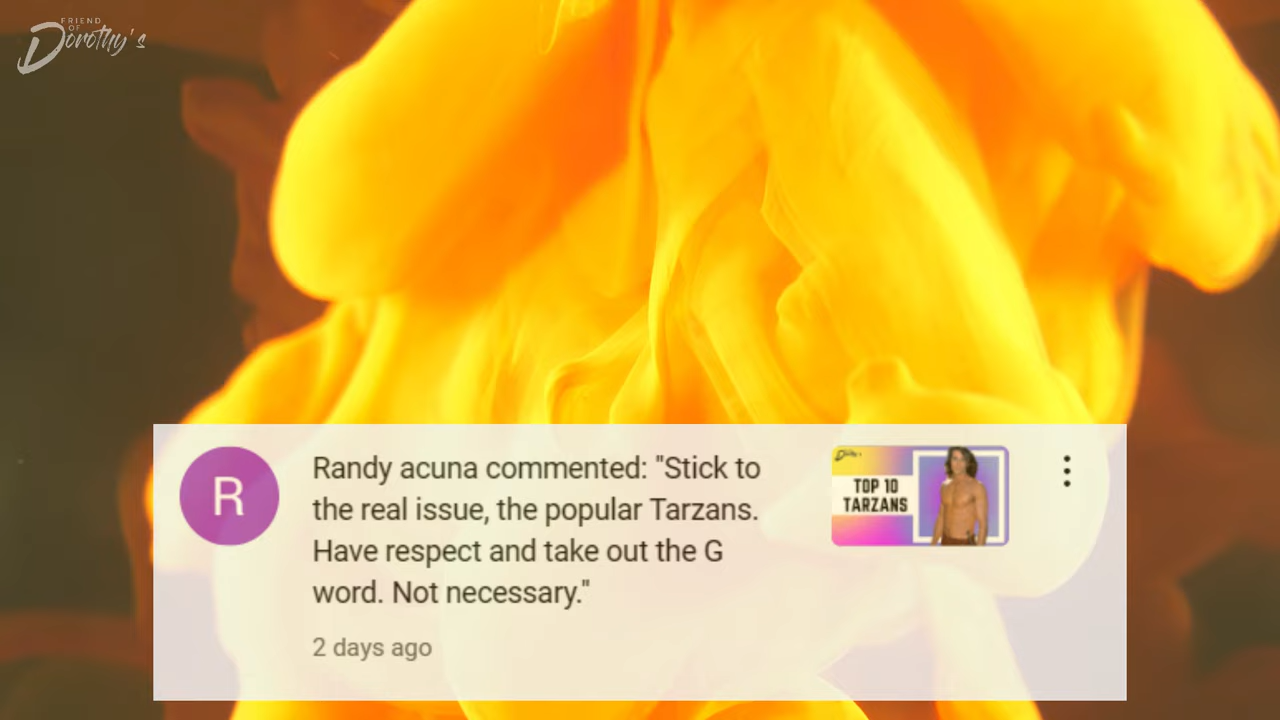 FRIEND
OF
Dorothy's
R
Randy acuna commented: "Stick to
the real issue, the popular Tarzans.
Have respect and take out the G
word. Not necessary."
2 days ago
Dorothy's
TOP 10
TARZANS